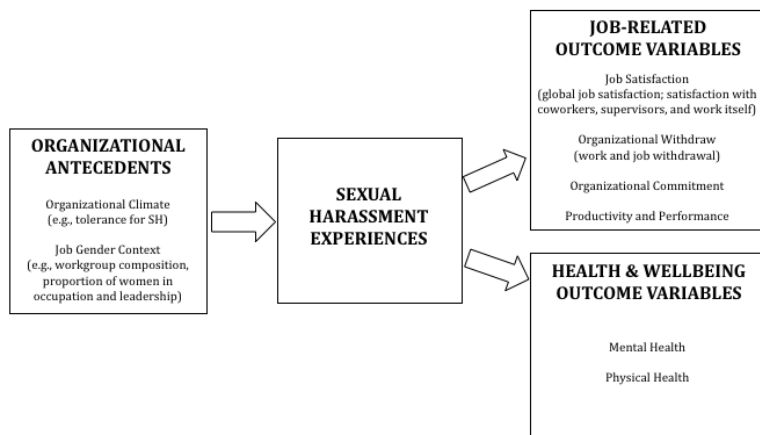 ORGANIZATIONAL
ANTECEDENTS
Organizational Climate
(e.g., tolerance for SH)
Job Gender Context
(e.g., workgroup composition,
proportion of women in
occupation and leadership)
SEXUAL
HARASSMENT
EXPERIENCES
JOB-RELATED
OUTCOME VARIABLES
Job Satisfaction
(global job satisfaction; satisfaction with
coworkers, supervisors, and work itself)
Organizational Withdraw
(work and job withdrawal)
Organizational Commitment
Productivity and Performance
HEALTH & WELLBEING
OUTCOME VARIABLES
Mental Health
Physical Health